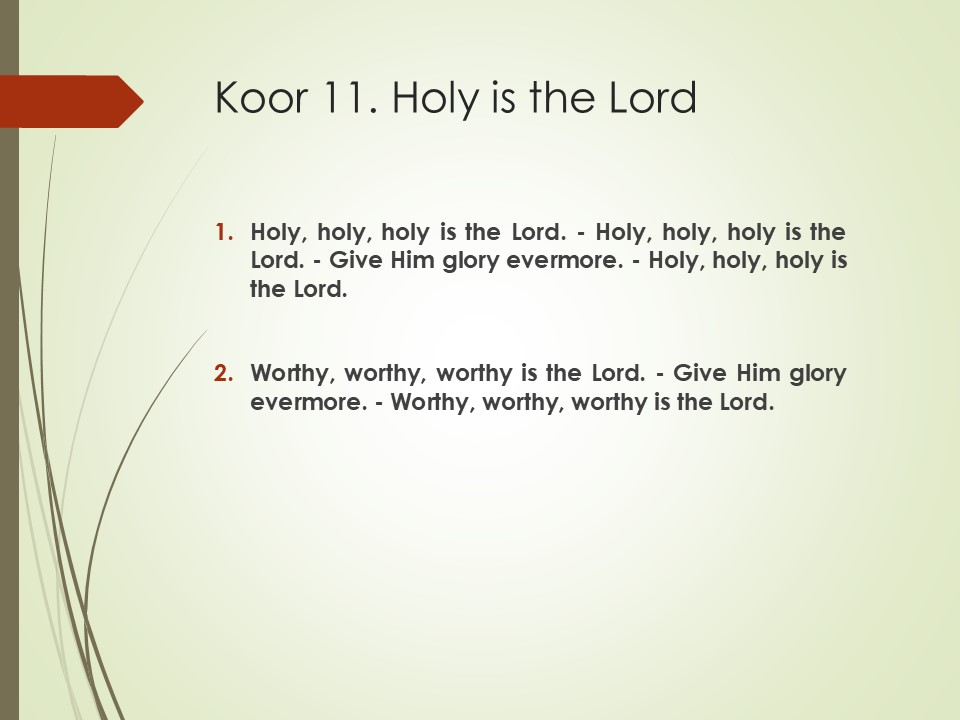 Koor 11. Holy is the Lord
1. Holy, holy, holy is the Lord. - Holy, holy, holy is the
Lord. - Give Him glory evermore. - Holy, holy, holy is
the Lord.
2. Worthy, worthy, worthy is the Lord. - Give Him glory
evermore. - Worthy, worthy, worthy is the Lord.